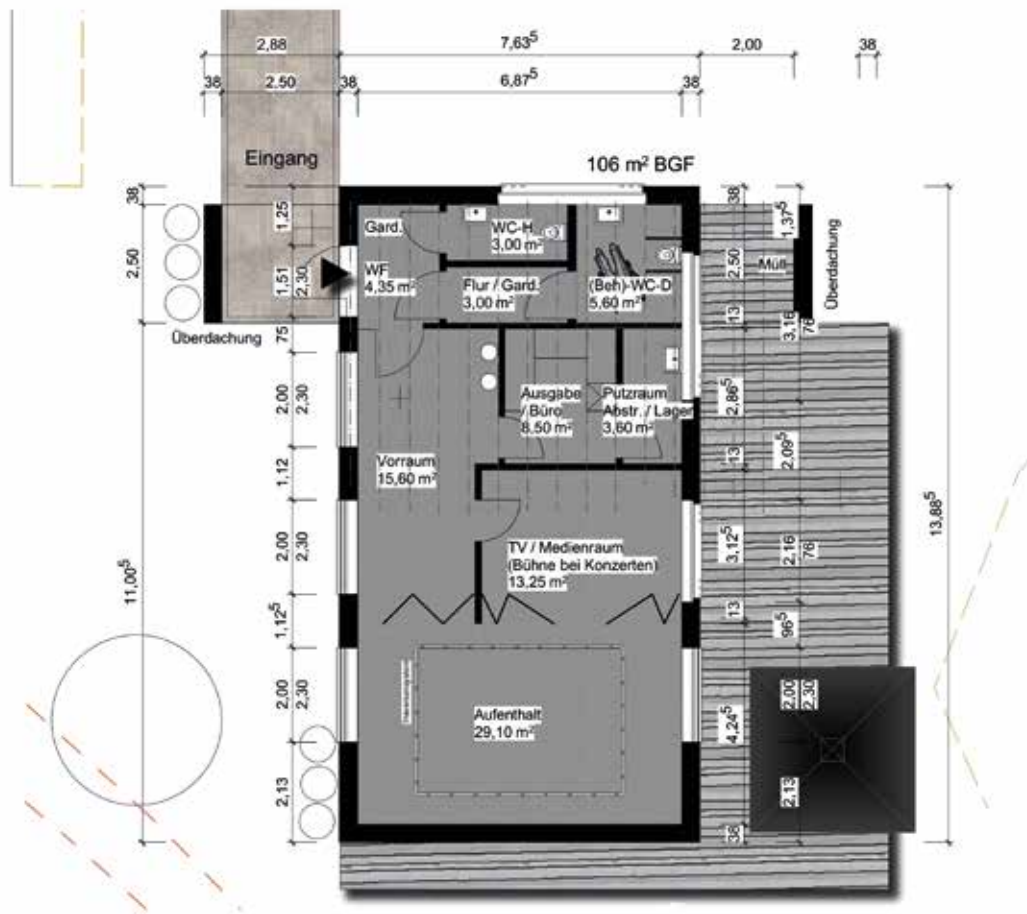 2,88
7,63⁵
2,00
38
38
2.50
38
6,87⁵
38
Eingang
106 m² BGF
38
2,50
11,00⁵
1,25
1,51
2,30
75
2,00
2,30
1,12
2,00
2,30
1,12⁵
2,00
2,30
2,13
Überdachung
Gard.
WF
4,35 m²
WC-H
3,00 m²
Flur / Gard.
3,00 m²
(Beh)-WC-D
5,60 m²
Ausgabe
/ Büro
8,50 m²
Putzraum
Abstr. / Lager
3,60 m²
Vorraum
15,60 m²
TV / Medienraum
(Bühne bei Konzerten)
13,25 m²
Aufenthalt
29,10 m²
38
2,50
13
2,86⁵
13
3,12⁵
13
4,24⁵
38
1,37⁵
Müll
3,16
76
2,09⁵
2,16
76
96⁵
2,00
2,30
2,13
Überdachung
13,88⁵